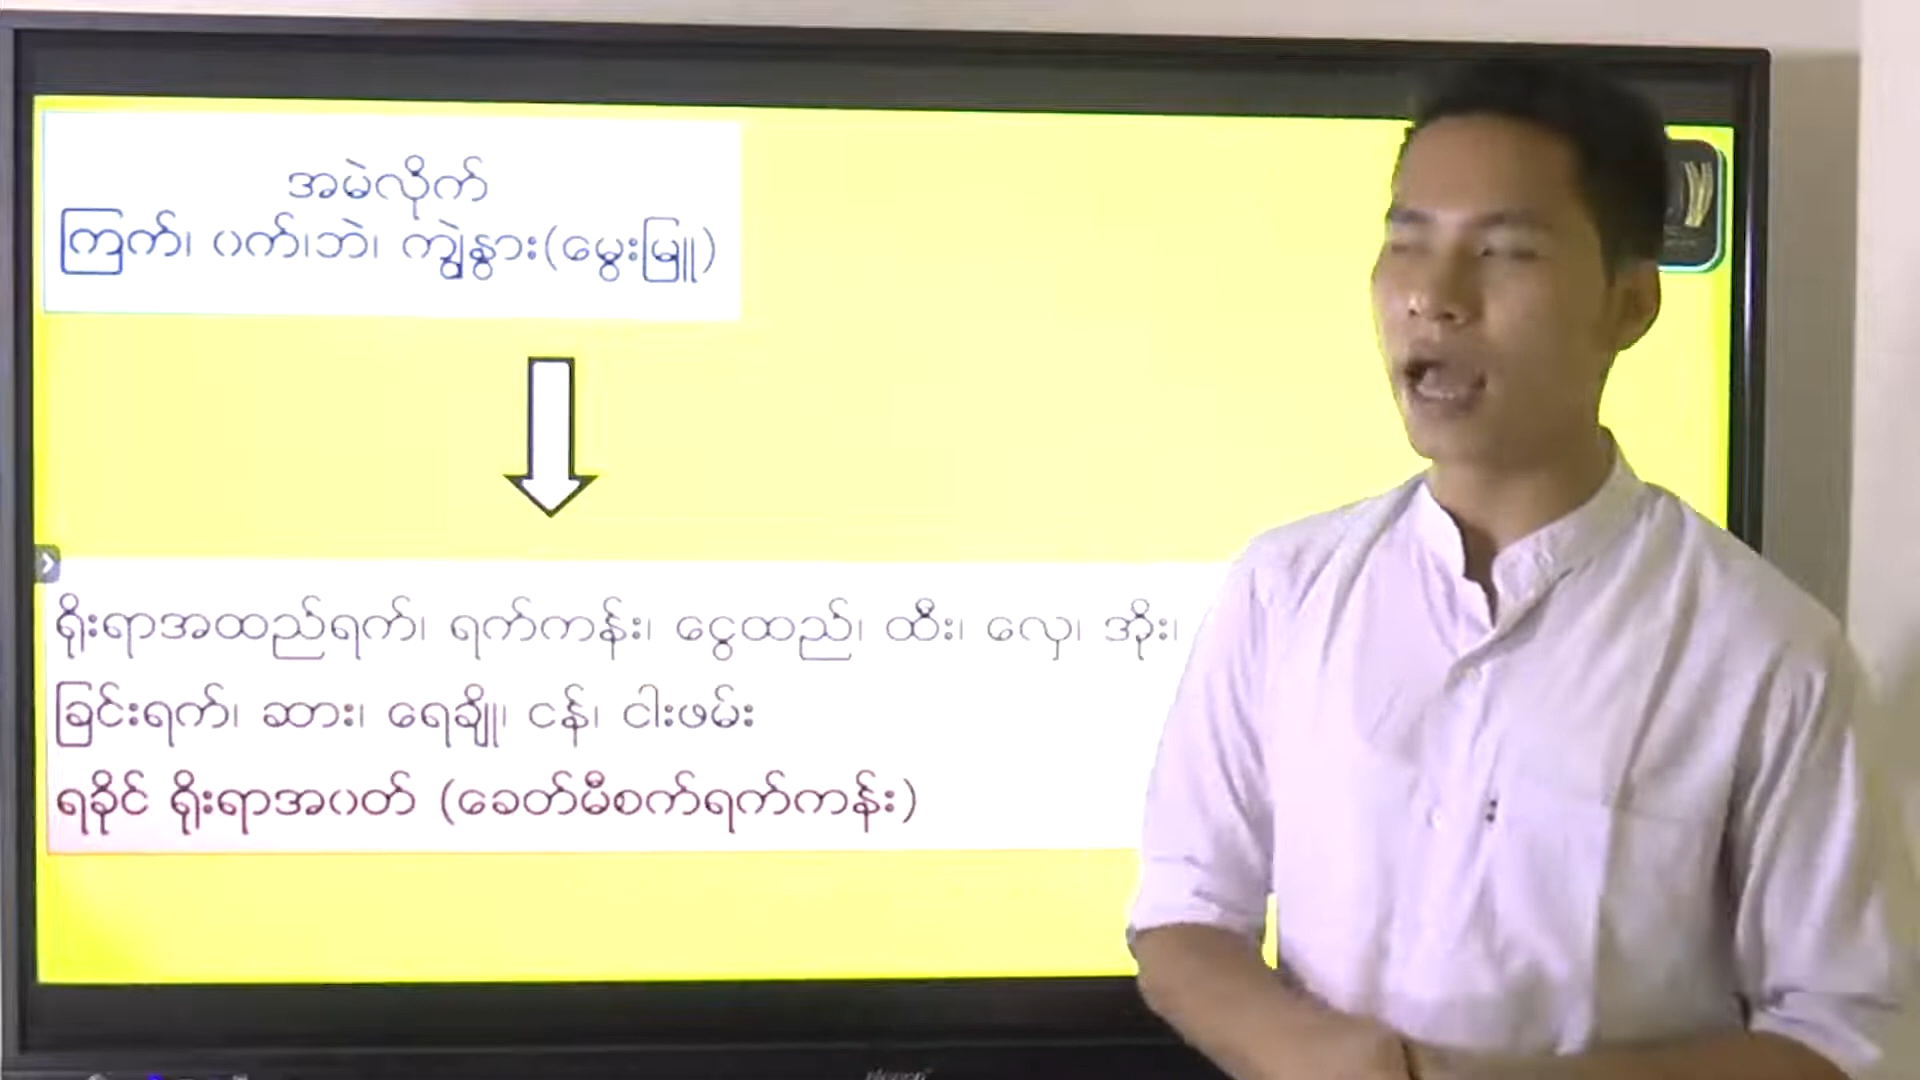 အမဲလိုက်
ကြက်၊ ဝက်၊ဘဲ၊ ကျွဲနွား(မွေးမြူ)
ရိုးရာအထည်ရက်၊ ရက်ကန်း၊ ငွေထည်၊ ထီး၊ လှေ၊ အိုး၊
ခြင်းရက်၊ ဆား၊ ရေချို၊ ငန်၊ ငါးဖမ်း
ရခိုင် ရိုးရာအဝတ် (ခေတ်မီစက်ရက်ကန်း)